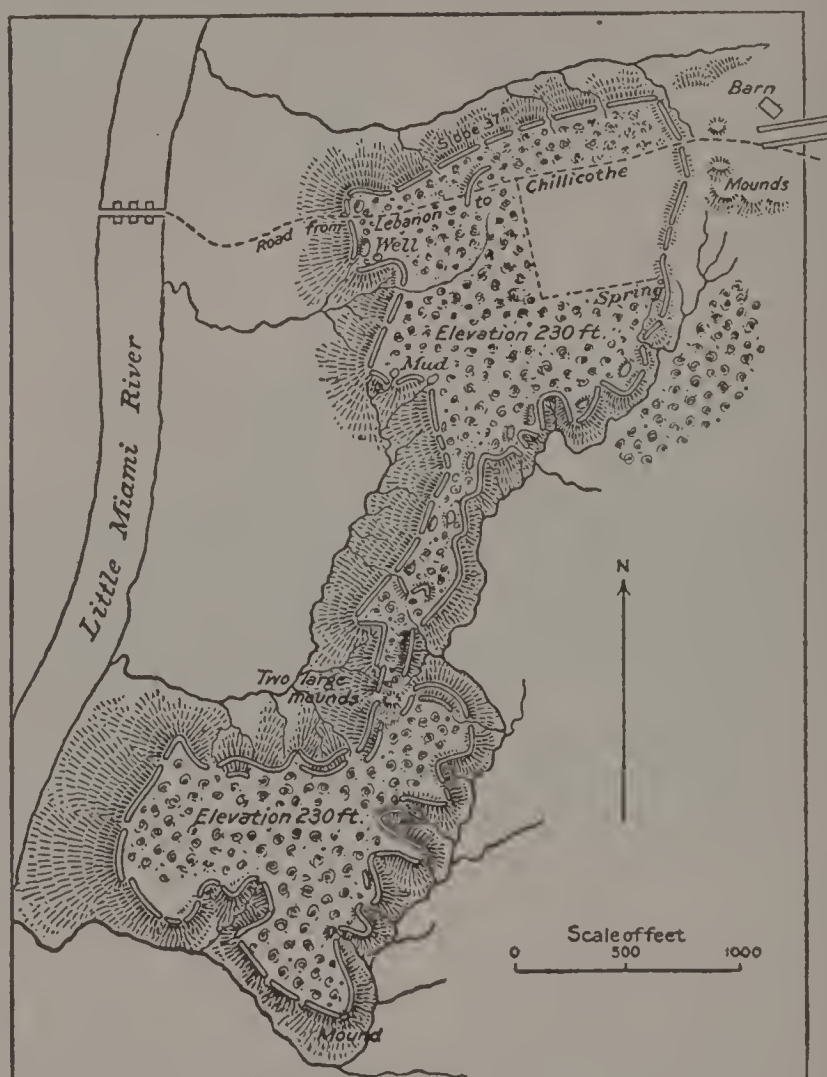 Barn
Slope 37°
Chillicothe
Mounds
to
Lebanon
Road from
Well
Spring
Elevation 230 ft.
Mud
Little Miami River
N
Two large
mounds
Elevation 230 ft.
Scale of feet
0 500 1000
Mound